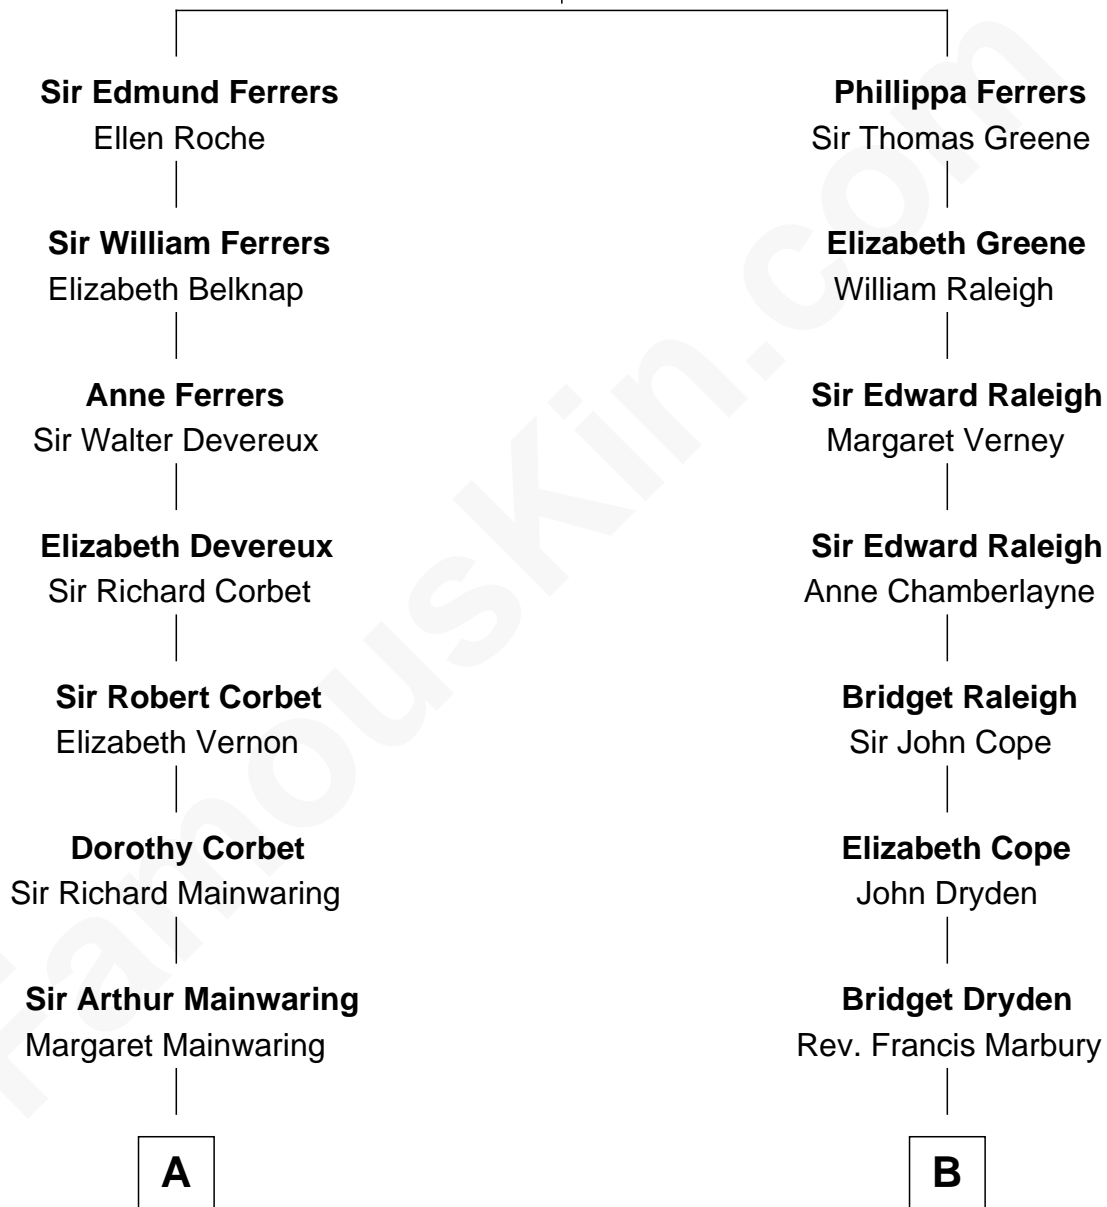 Sir Edmund Ferrers
Ellen Roche
Sir William Ferrers
Elizabeth Belknap
Anne Ferrers
Sir Walter Devereux
Elizabeth Devereux
Sir Richard Corbet
Sir Robert Corbet
Elizabeth Vernon
Dorothy Corbet
Sir Richard Mainwaring
Sir Arthur Mainwaring
Margaret Mainwaring
A
Phillippa Ferrers
Sir Thomas Greene
Elizabeth Greene
William Raleigh
Sir Edward Raleigh
Margaret Verney
Sir Edward Raleigh
Anne Chamberlayne
Bridget Raleigh
Sir John Cope
Elizabeth Cope
John Dryden
Bridget Dryden
Rev. Francis Marbury
B
FamousKin.com